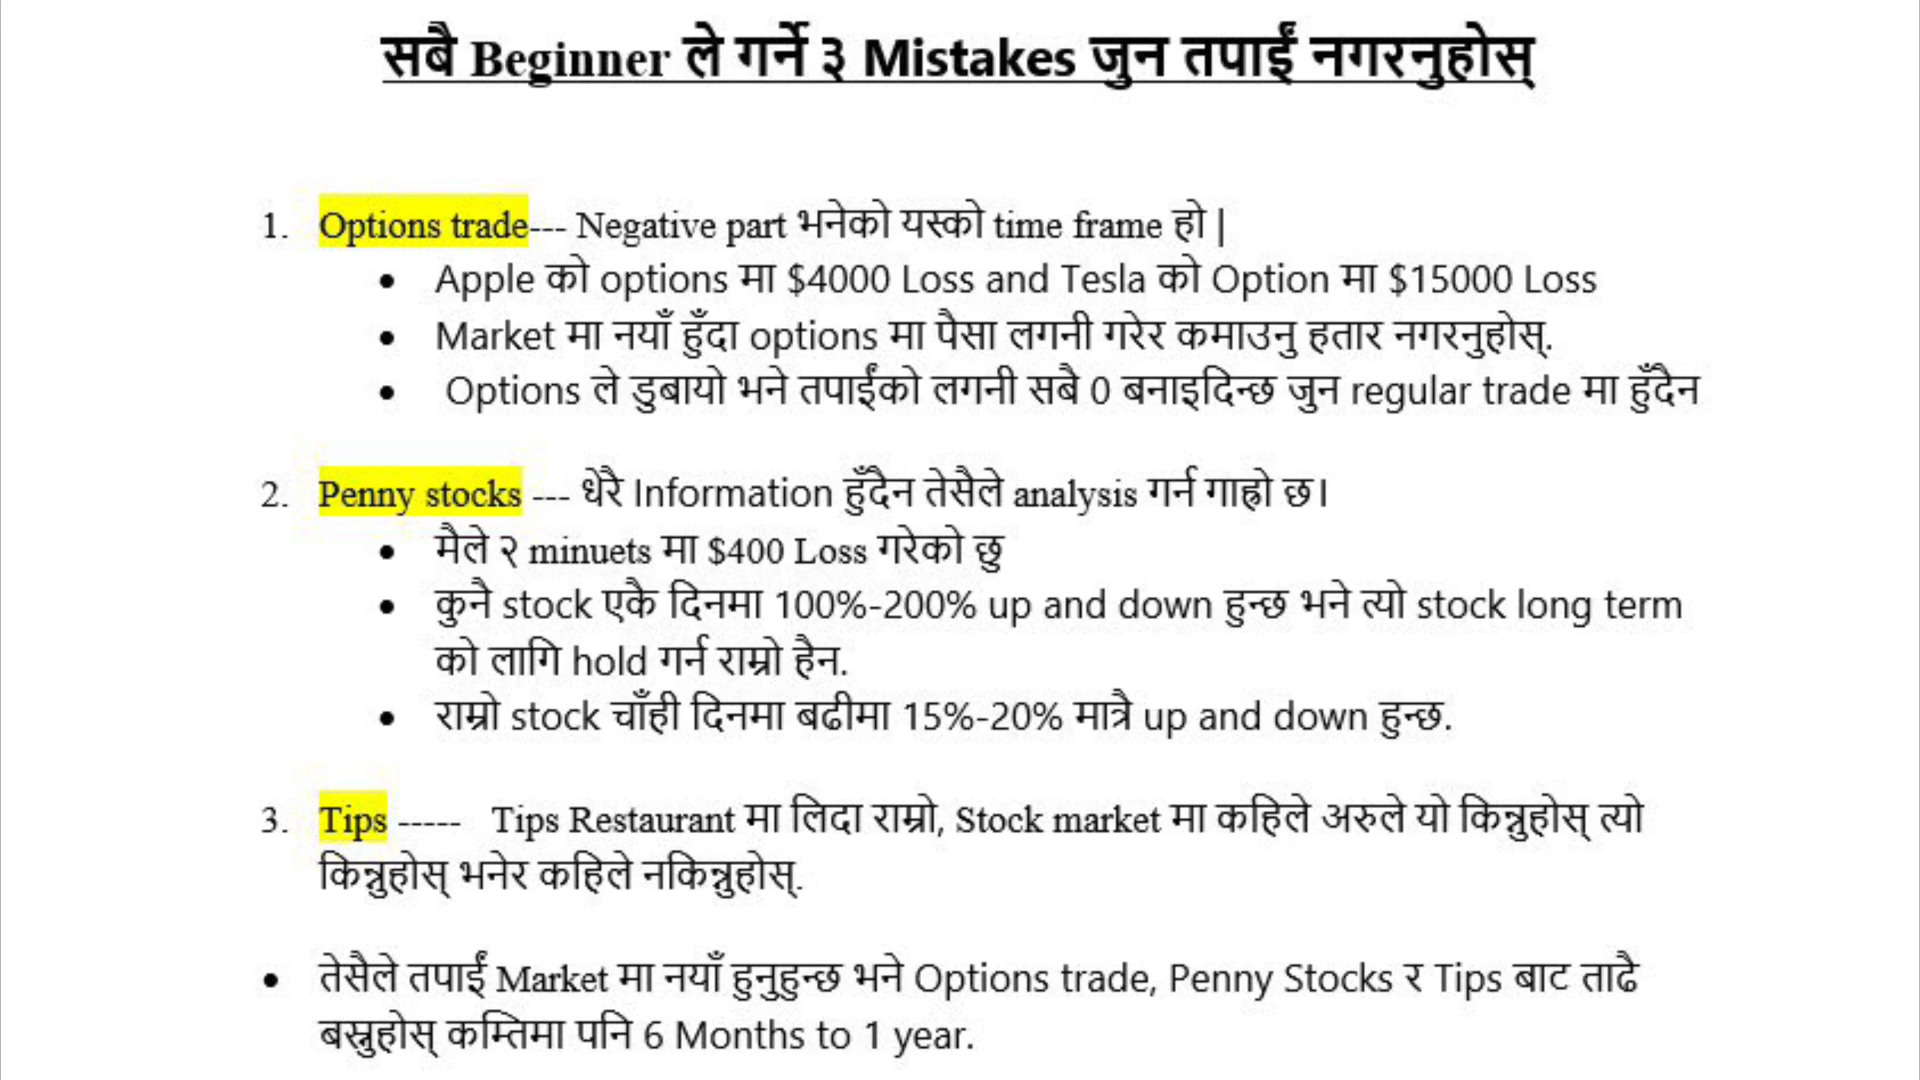 सबै Beginner ले गर्ने ३ Mistakes जुन तपाईं नगरनुहोस्
1. Options trade--- Negative part भनेको यस्को time frame हो |
• Apple को options मा $4000 Loss and Tesla को Option मा $15000 Loss
• Market मा नयाँ हुँदा options मा पैसा लगनी गरेर कमाउनु हतार नगरनुहोस्.
• Options ले डुबायो भने तपाईंको लगनी सबै 0 बनाइदिन्छ जुन regular trade मा हुँदैन
2. Penny stocks --- धेरै Information हुँदैन तेसैले analysis गर्न गाह्रो छ।
• मैले २ minuets मा $400 Loss गरेको छु
• कुनै stock एकै दिनमा 100%-200% up and down हुन्छ भने त्यो stock long term
को लागि hold गर्न राम्रो हैन.
• राम्रो stock चाँही दिनमा बढीमा 15%-20% मात्रै up and down हुन्छ.
3. Tips ----- Tips Restaurant मा लिदा राम्रो, Stock market मा कहिले अरुले यो किन्नुहोस् त्यो
किन्नुहोस् भनेर कहिले नकिन्नुहोस्.
• तेसैले तपाईं Market मा नयाँ हुनुहुन्छ भने Options trade, Penny Stocks र Tips बाट ताढै
बस्नुहोस् कम्तिमा पनि 6 Months to 1 year.